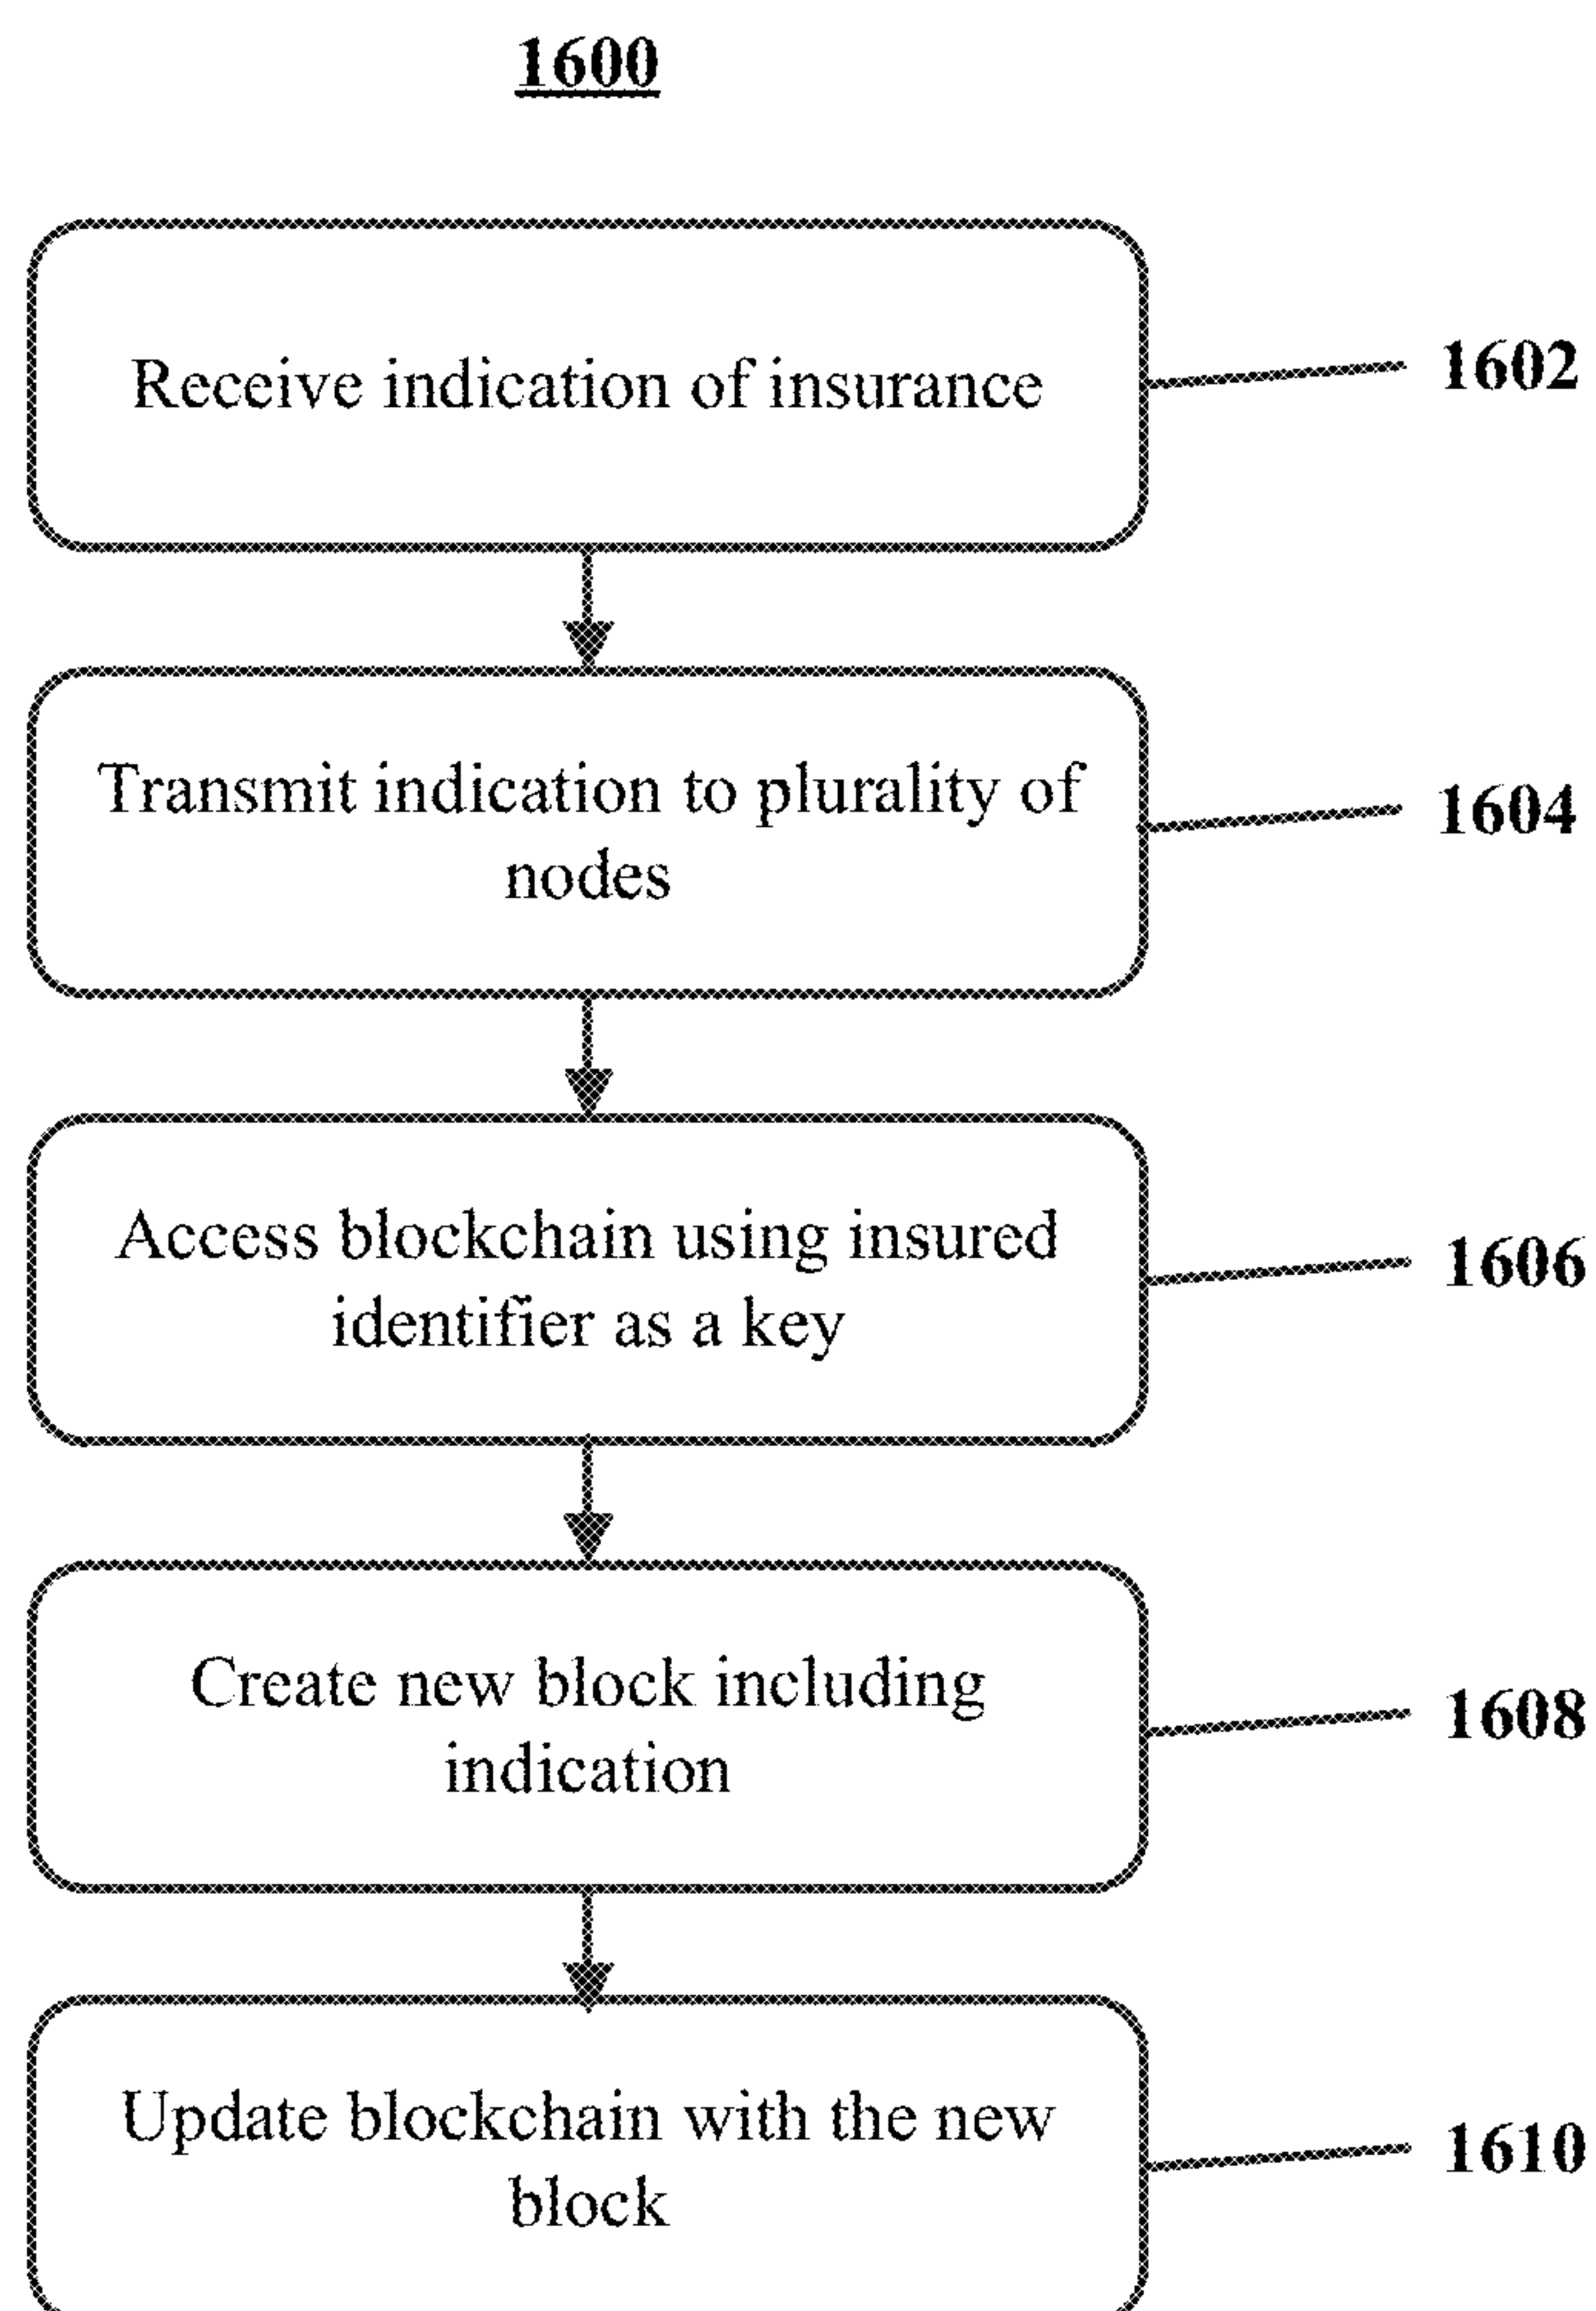 1600
Receive indication of insurance
1602
Transmit indication to plurality of
nodes
1604
Access blockchain using insured
identifier as a key
1606
Create new block including
indication
1608
Update blockchain with the new
block
1610